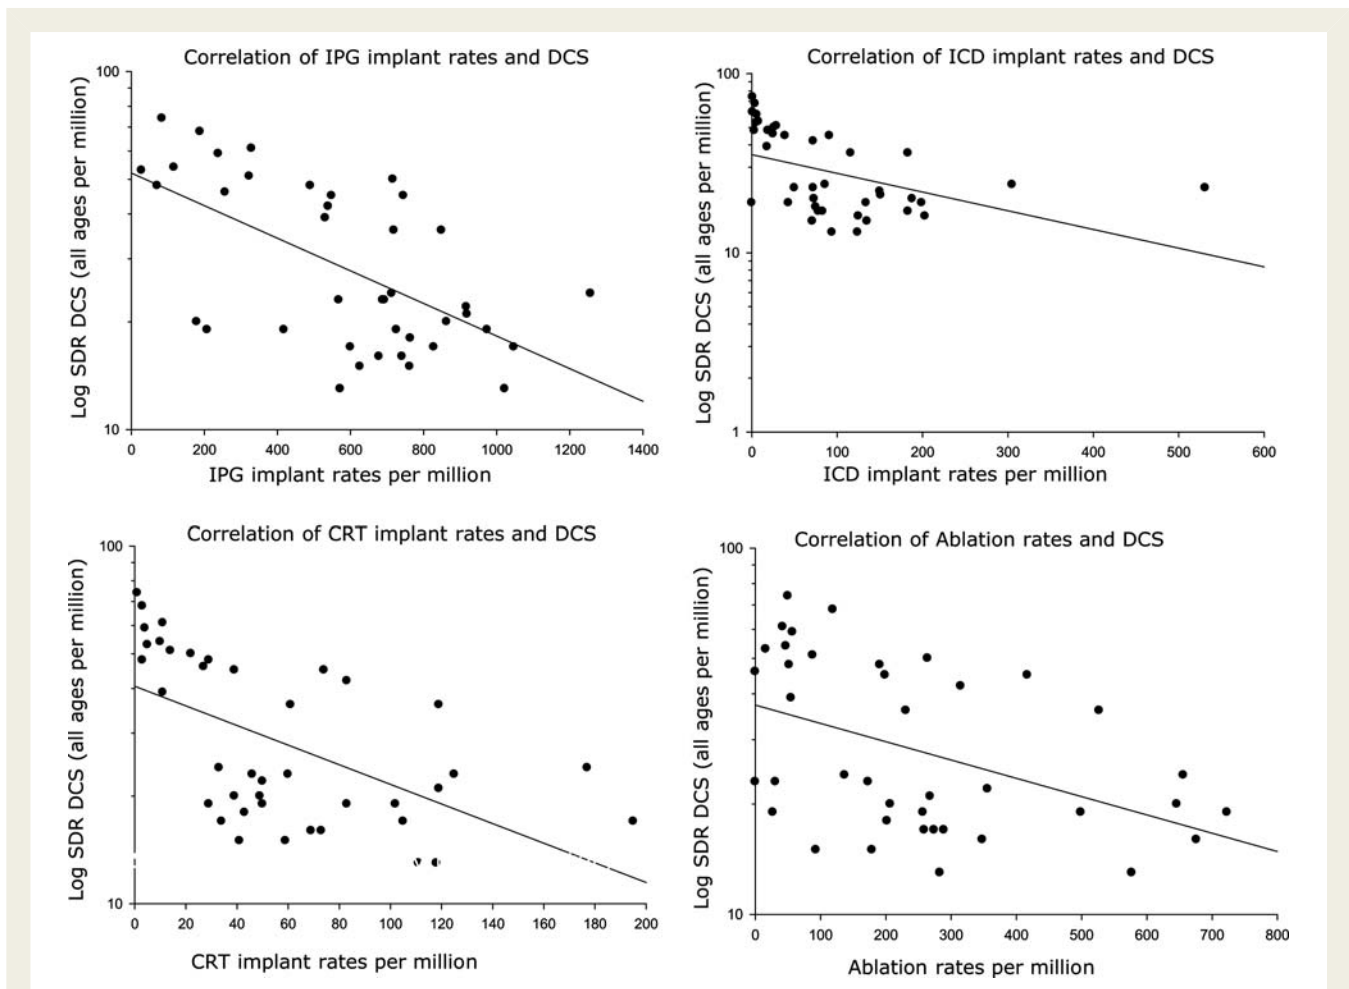 Correlation of IPG implant rates and DCS
100
Log SDR DCS (all ages per million)
10
0 200 400 600 800 1000 1200 1400
IPG implant rates per million
Correlation of ICD implant rates and DCS
100
Log SDR DCS (all ages per million)
10
1
0 100 200 300 400 500 600
ICD implant rates per million
Correlation of CRT implant rates and DCS
100
Log SDR DCS (all ages per million)
10
0 20 40 60 80 100 120 140 160 180 200
CRT implant rates per million
Correlation of Ablation rates and DCS
100
Log SDR DCS (all ages per million)
10
0 100 200 300 400 500 600 700 800
Ablation rates per million